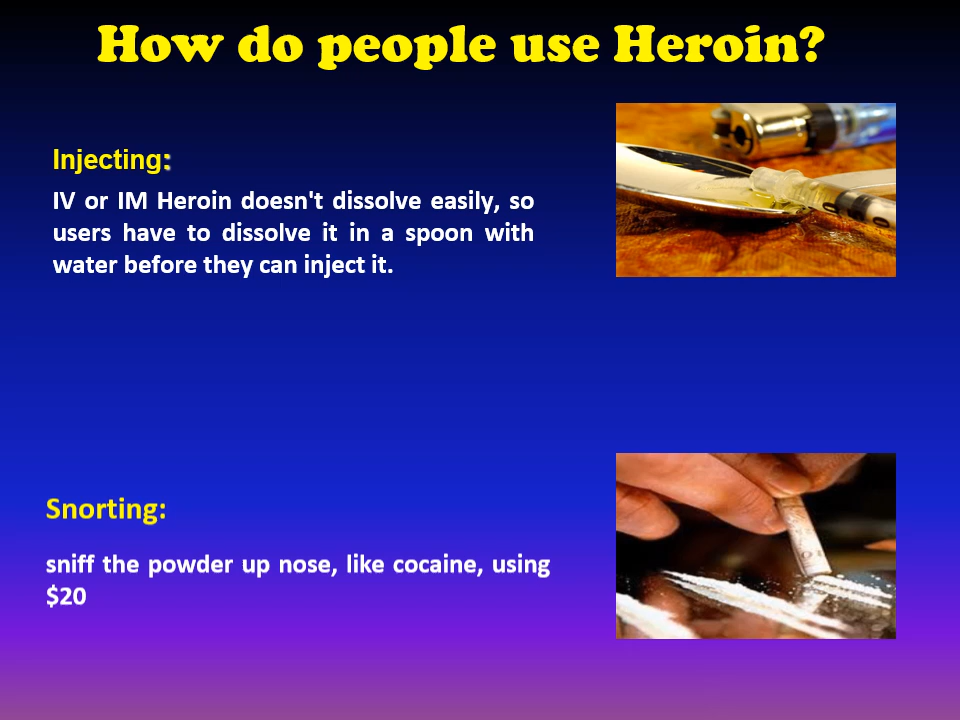 How do people use Heroin?
Injecting:
IV or IM Heroin doesn't dissolve easily, so
users have to dissolve it in a spoon with
water before they can inject it.
Snorting:
sniff the powder up nose, like cocaine, using
$20